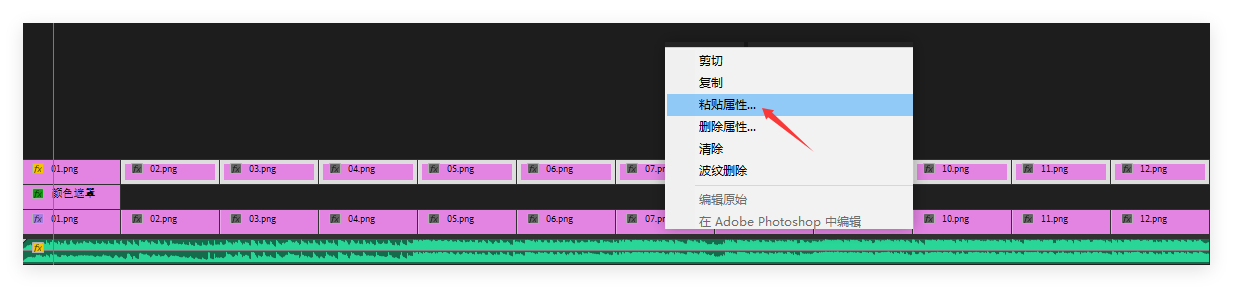 剪切
复制
粘贴属性...
删除属性...
清除
波纹删除
编辑原始
在 Adobe Photoshop 中编辑
fx 01.png fx 02.png fx 03.png fx 04.png fx 05.png fx 06.png fx 07.pn 10.png fx 11.png fx 12.png
fx 颜色遮罩
fx 01.png fx 02.png fx 03.png fx 04.png fx 05.png fx 06.png fx 07.pn fx 10.png fx 11.png fx 12.png
fx